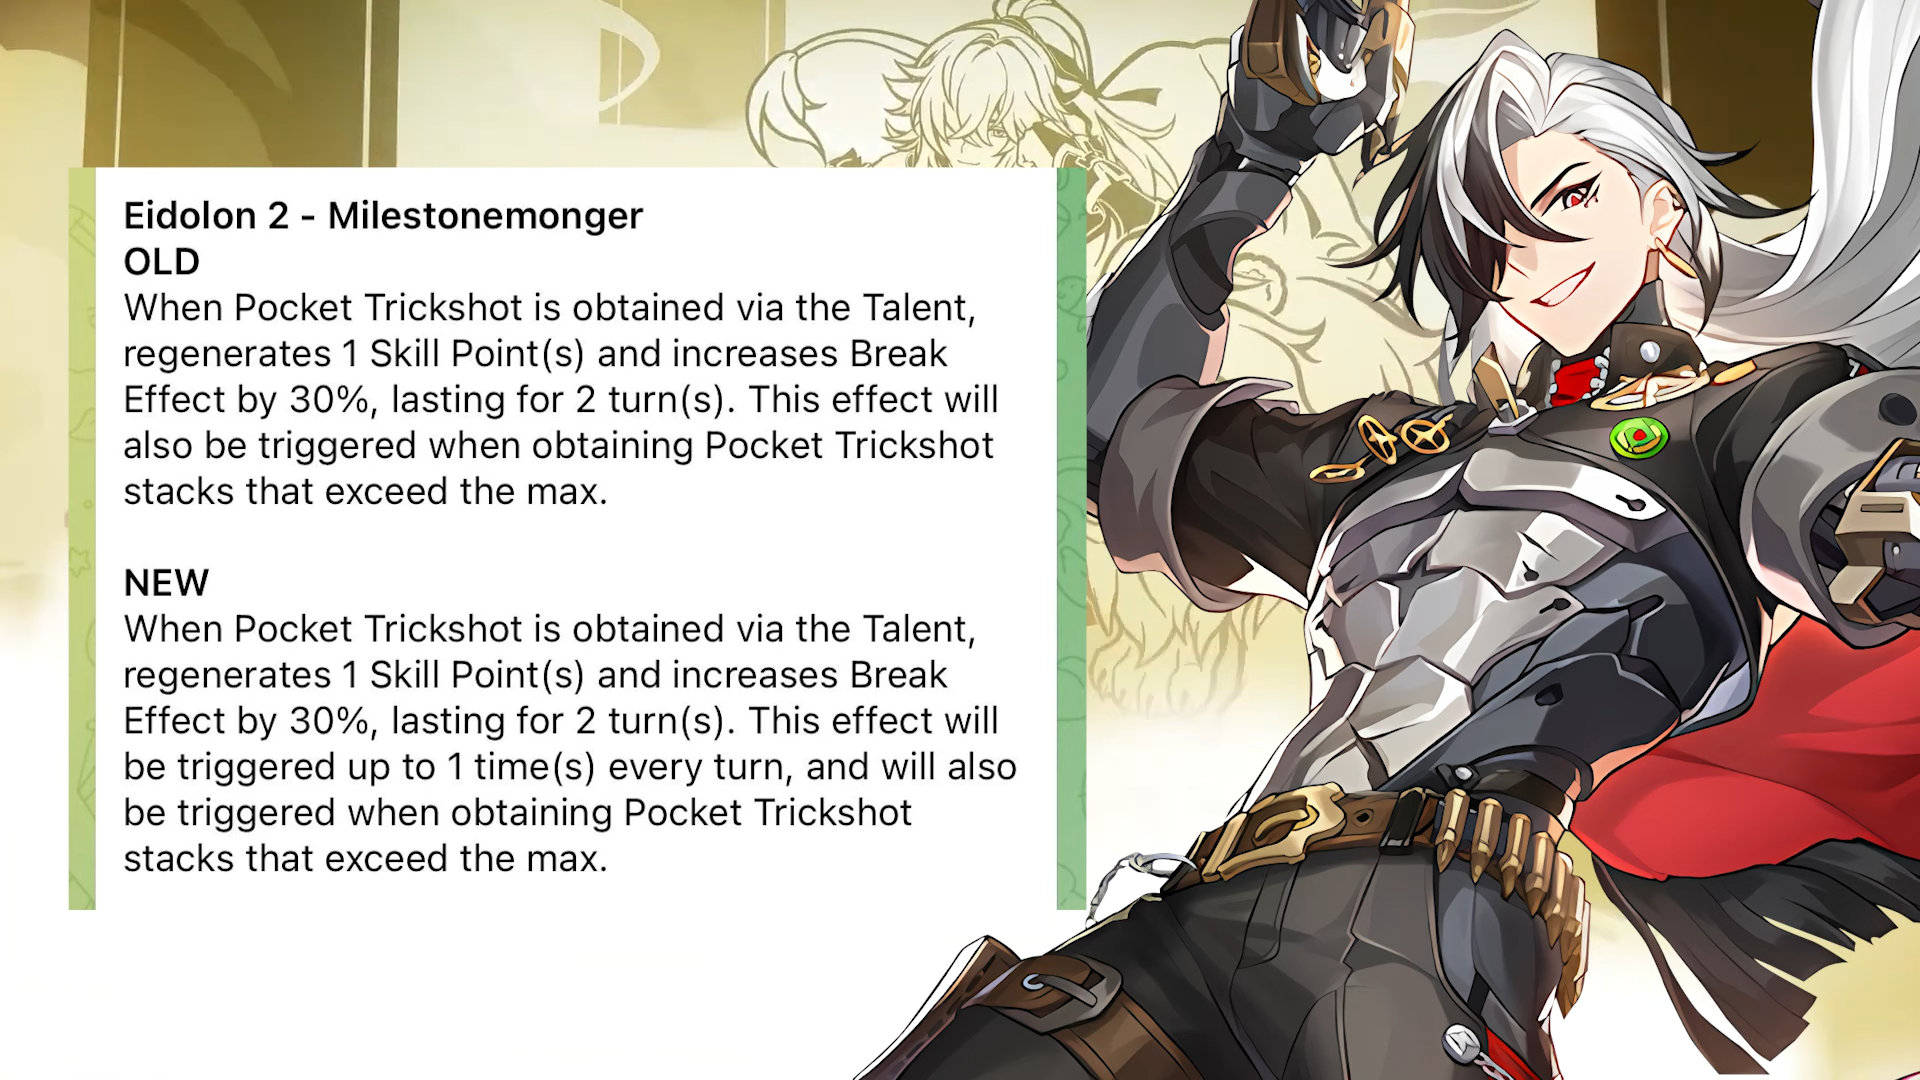 Eidolon 2 - Milestonemonger
OLD
When Pocket Trickshot is obtained via the Talent,
regenerates 1 Skill Point(s) and increases Break
Effect by 30%, lasting for 2 turn(s). This effect will
also be triggered when obtaining Pocket Trickshot
stacks that exceed the max.
NEW
When Pocket Trickshot is obtained via the Talent,
regenerates 1 Skill Point(s) and increases Break
Effect by 30%, lasting for 2 turn(s). This effect will
be triggered up to 1 time(s) every turn, and will also
be triggered when obtaining Pocket Trickshot
stacks that exceed the max.